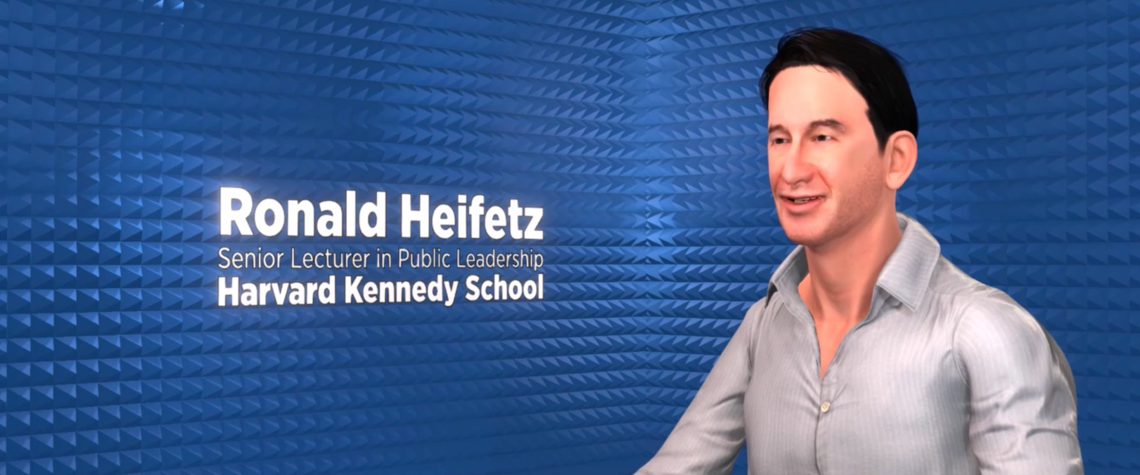 Ronald Heifetz
Senior Lecturer in Public Leadership
Harvard Kennedy School